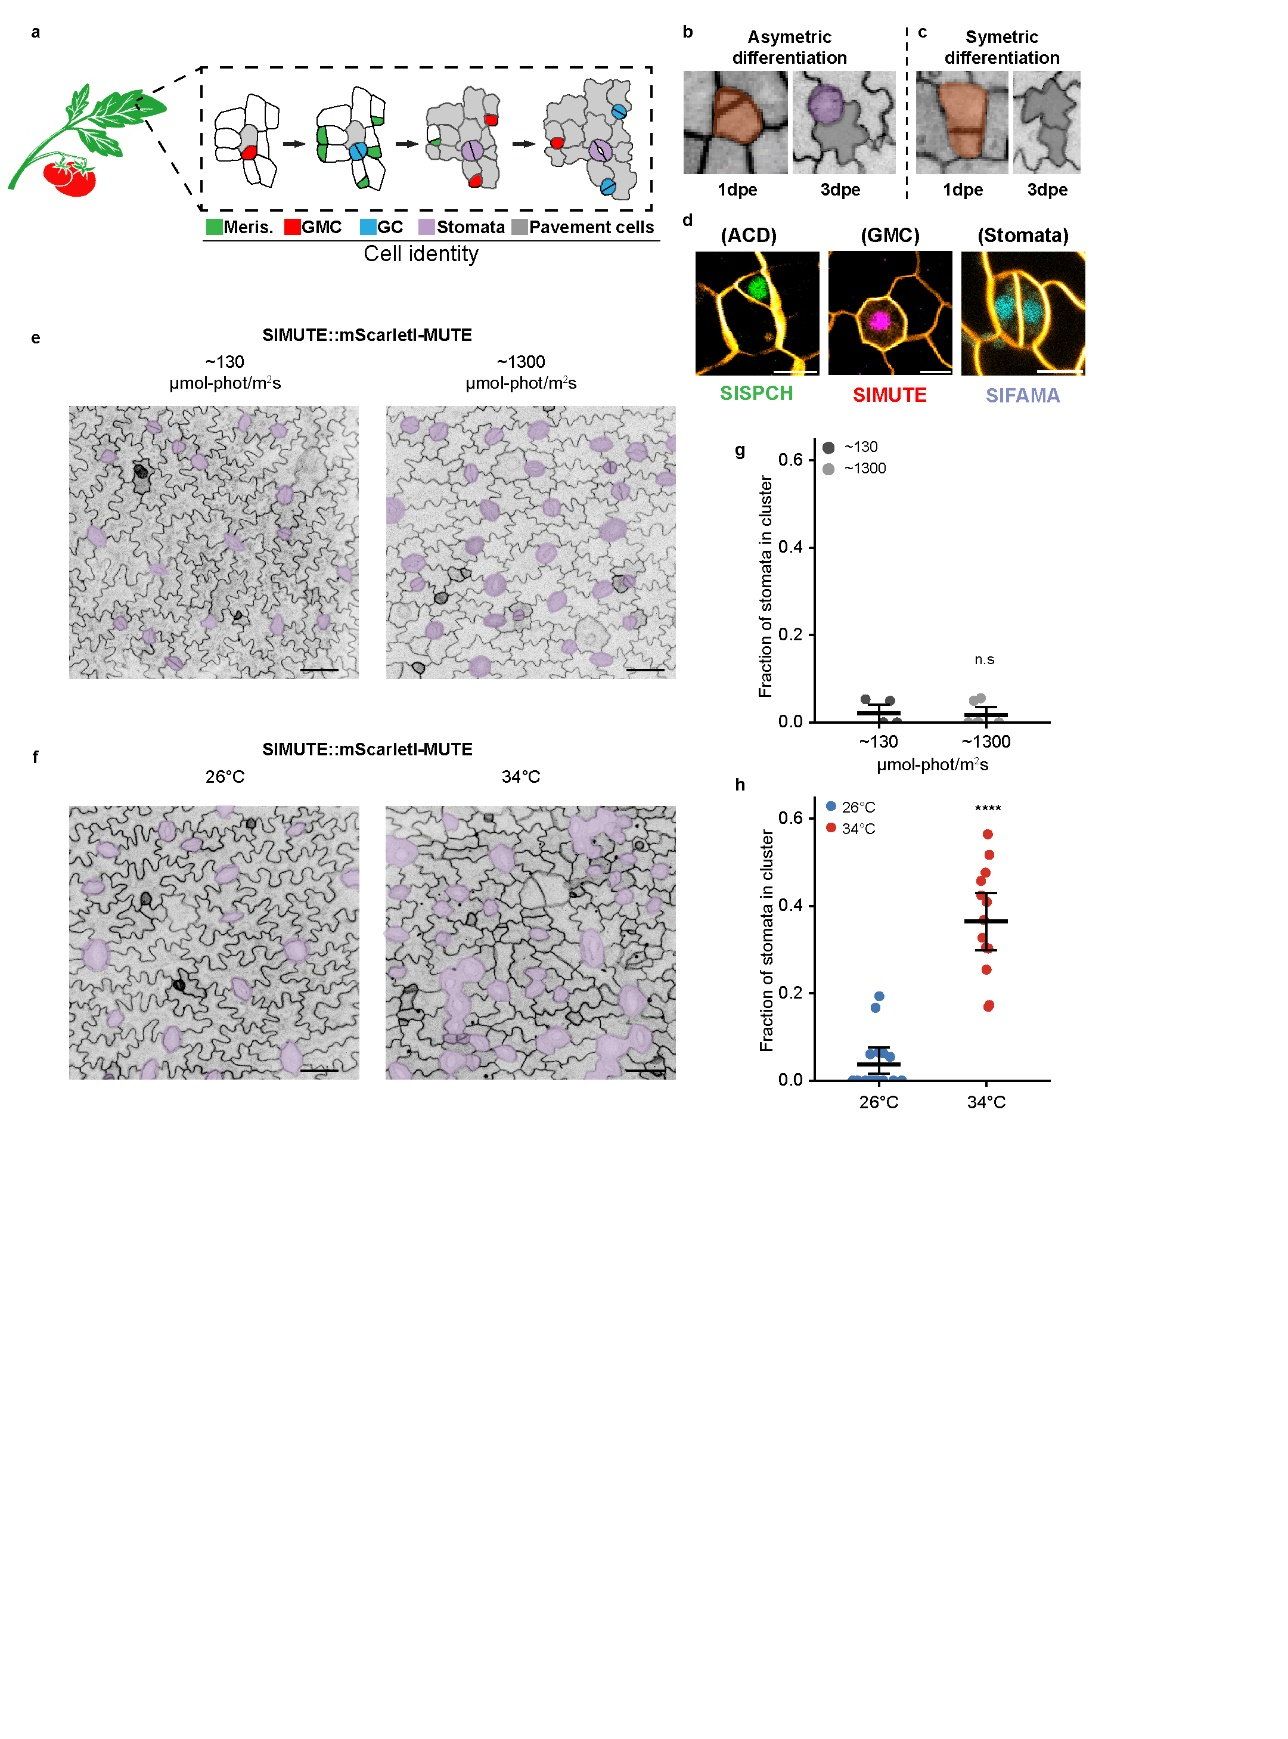 a
Meris. GMC GC Stomata Pavement cells
Cell identity
b
Asymetric
differentiation
1dpe 3dpe
c
Symetric
differentiation
1dpe 3dpe
d
(ACD) (GMC) (Stomata)
SlSPCH SlMUTE SlFAMA
e
SlMUTE::mScarletI-MUTE
~130
µmol-phot/m²s
~1300
µmol-phot/m²s
f
SlMUTE::mScarletI-MUTE
26°C 34°C
g
~130
~1300
Fraction of stomata in cluster
0.6
0.4
0.2
0.0
n.s
~130 ~1300
µmol-phot/m²s
h
26°C
34°C
****
Fraction of stomata in cluster
0.6
0.4
0.2
0.0
26°C 34°C